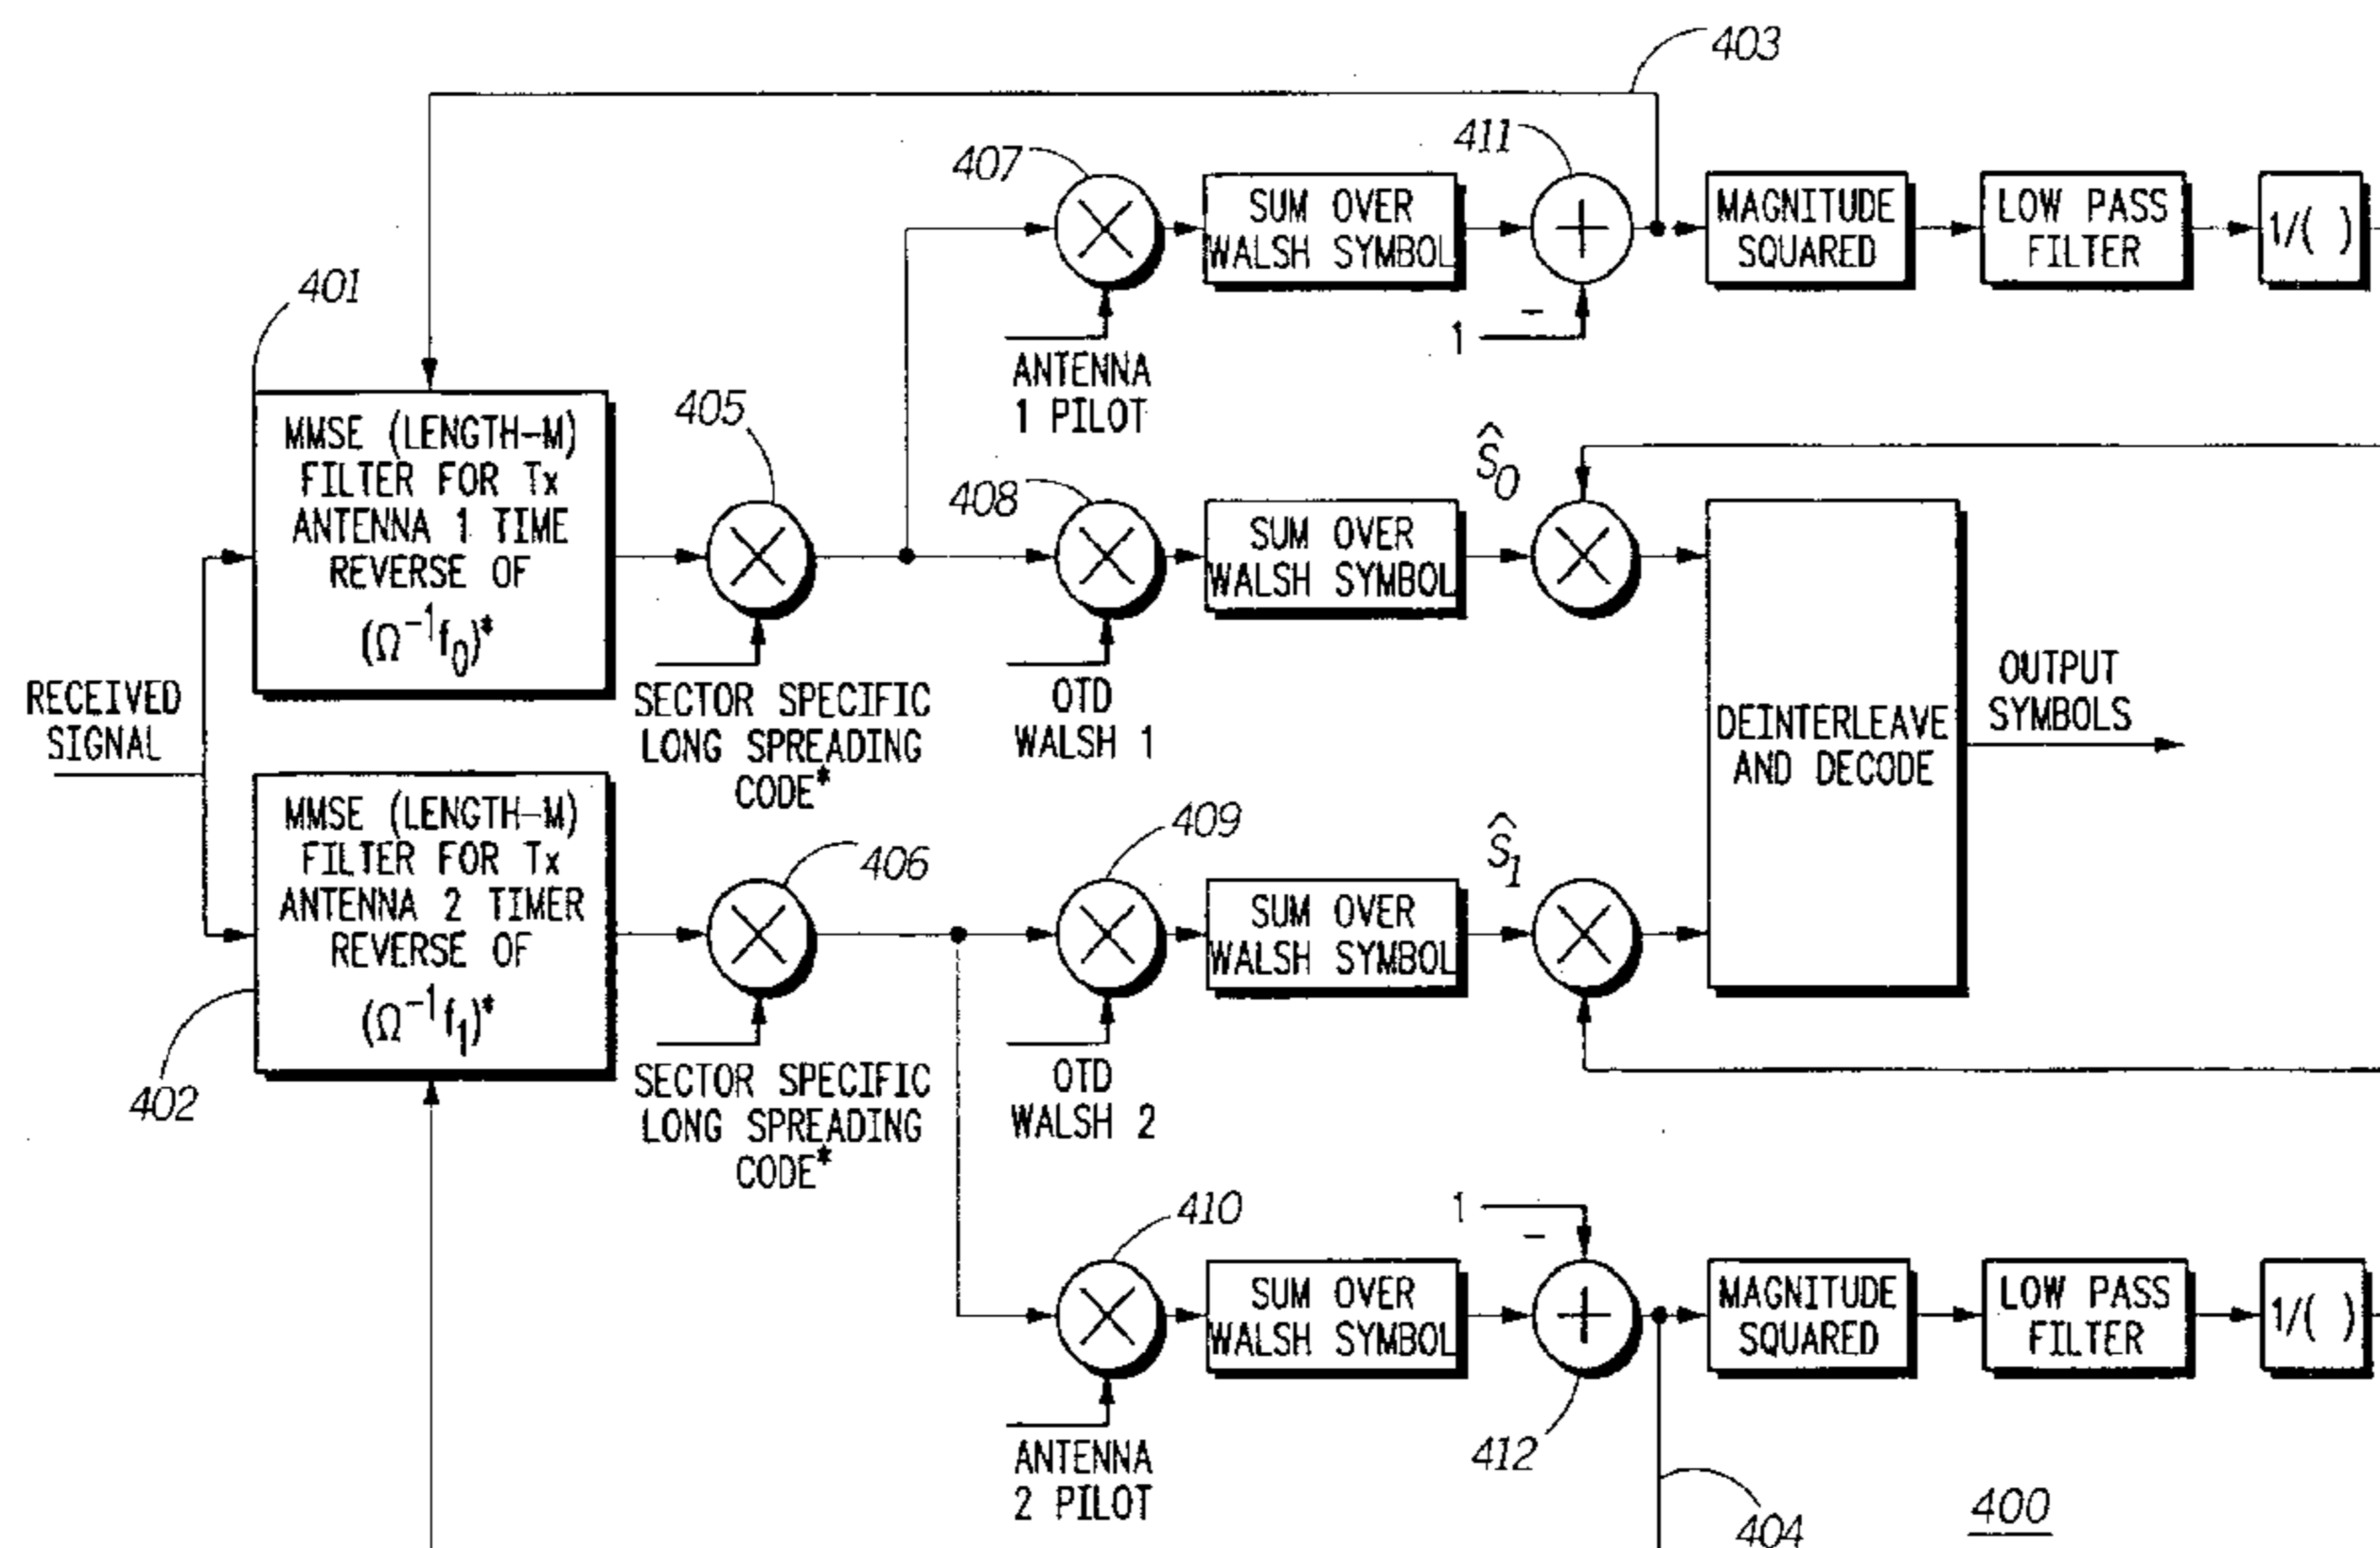 403
407
411
SUM OVER
WALSH SYMBOL
MAGNITUDE
SQUARED
LOW PASS
FILTER
1/( )
1
−
ANTENNA
1 PILOT
401
MMSE (LENGTH-M)
FILTER FOR Tx
ANTENNA 1 TIME
REVERSE OF
(Ω⁻¹f₀)*
405
408
SUM OVER
WALSH SYMBOL
Ŝ₀
SECTOR SPECIFIC
LONG SPREADING
CODE*
OTD
WALSH 1
RECEIVED
SIGNAL
DEINTERLEAVE
AND DECODE
OUTPUT
SYMBOLS
MMSE (LENGTH-M)
FILTER FOR Tx
ANTENNA 2 TIMER
REVERSE OF
(Ω⁻¹f₁)*
402
406
409
SUM OVER
WALSH SYMBOL
Ŝ₁
SECTOR SPECIFIC
LONG SPREADING
CODE*
OTD
WALSH 2
410
1
−
SUM OVER
WALSH SYMBOL
MAGNITUDE
SQUARED
LOW PASS
FILTER
1/( )
ANTENNA
2 PILOT
412
404
400